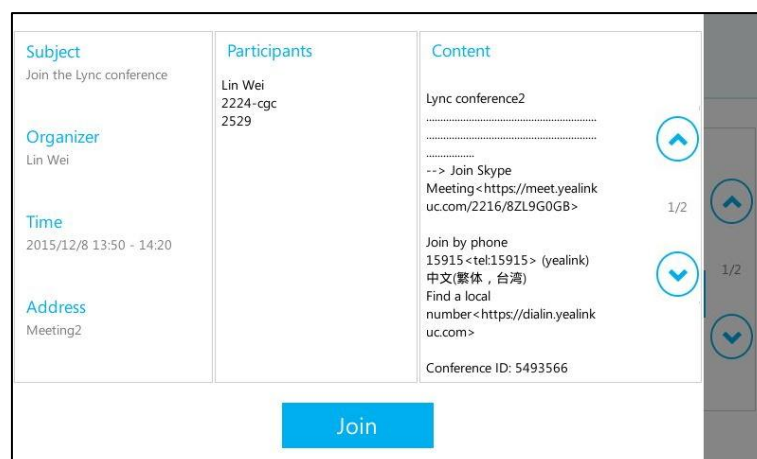 Subject
Join the Lync conference
Organizer
Lin Wei
Time
2015/12/8 13:50 - 14:20
Address
Meeting2
Participants
Lin Wei
2224-cgc
2529
Content
Lync conference2
.............................................................
.............................................................
.................
--> Join Skype
Meeting<https://meet.yealink
uc.com/2216/8ZL9G0GB>
Join by phone
15915<tel:15915> (yealink)
中文(繁体，台湾)
Find a local
number<https://dialin.yealink
uc.com>
Conference ID: 5493566
1/2
1/2
Join